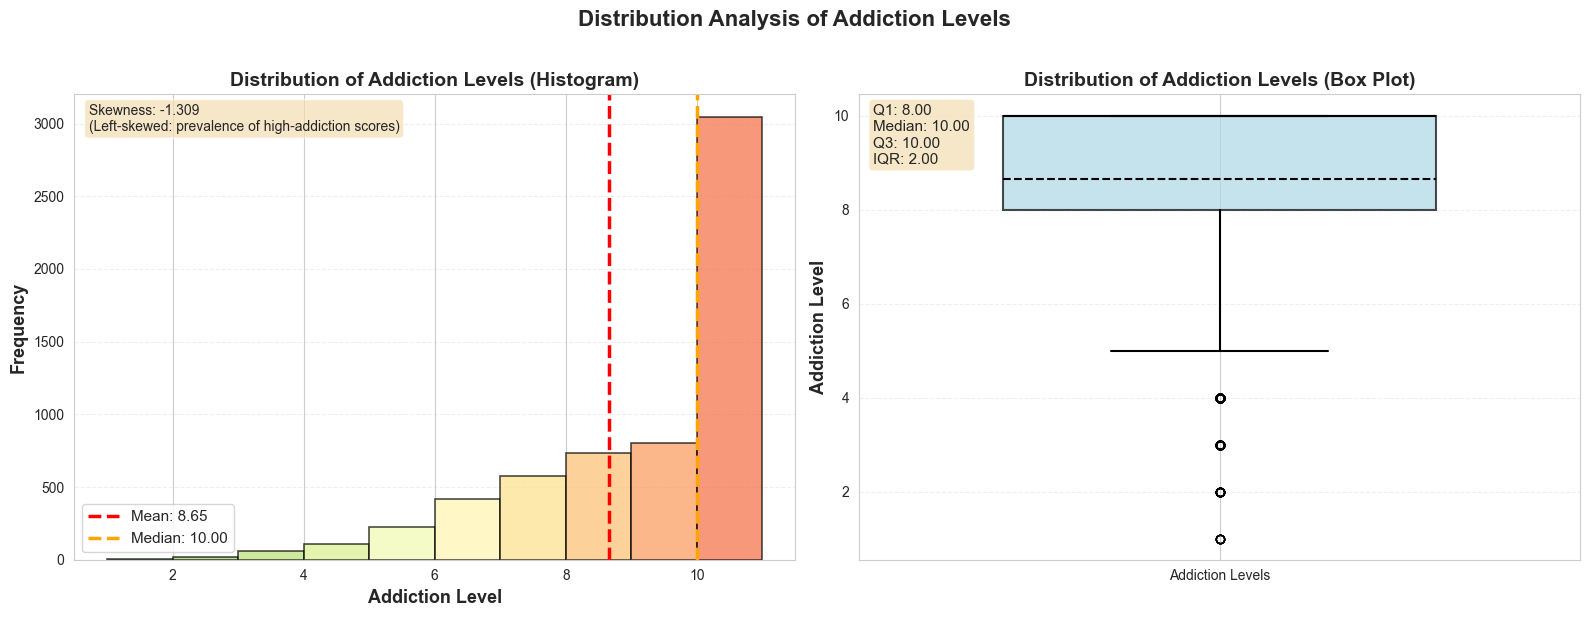 Distribution Analysis of Addiction Levels
Distribution of Addiction Levels (Histogram)
Skewness: -1.309
(Left-skewed: prevalence of high-addiction scores)
Frequency
3000
2500
2000
1500
1000
500
0
Mean: 8.65
Median: 10.00
2
4
6
8
10
Addiction Level
Distribution of Addiction Levels (Box Plot)
Q1: 8.00
Median: 10.00
Q3: 10.00
IQR: 2.00
Addiction Level
10
8
6
4
2
Addiction Levels